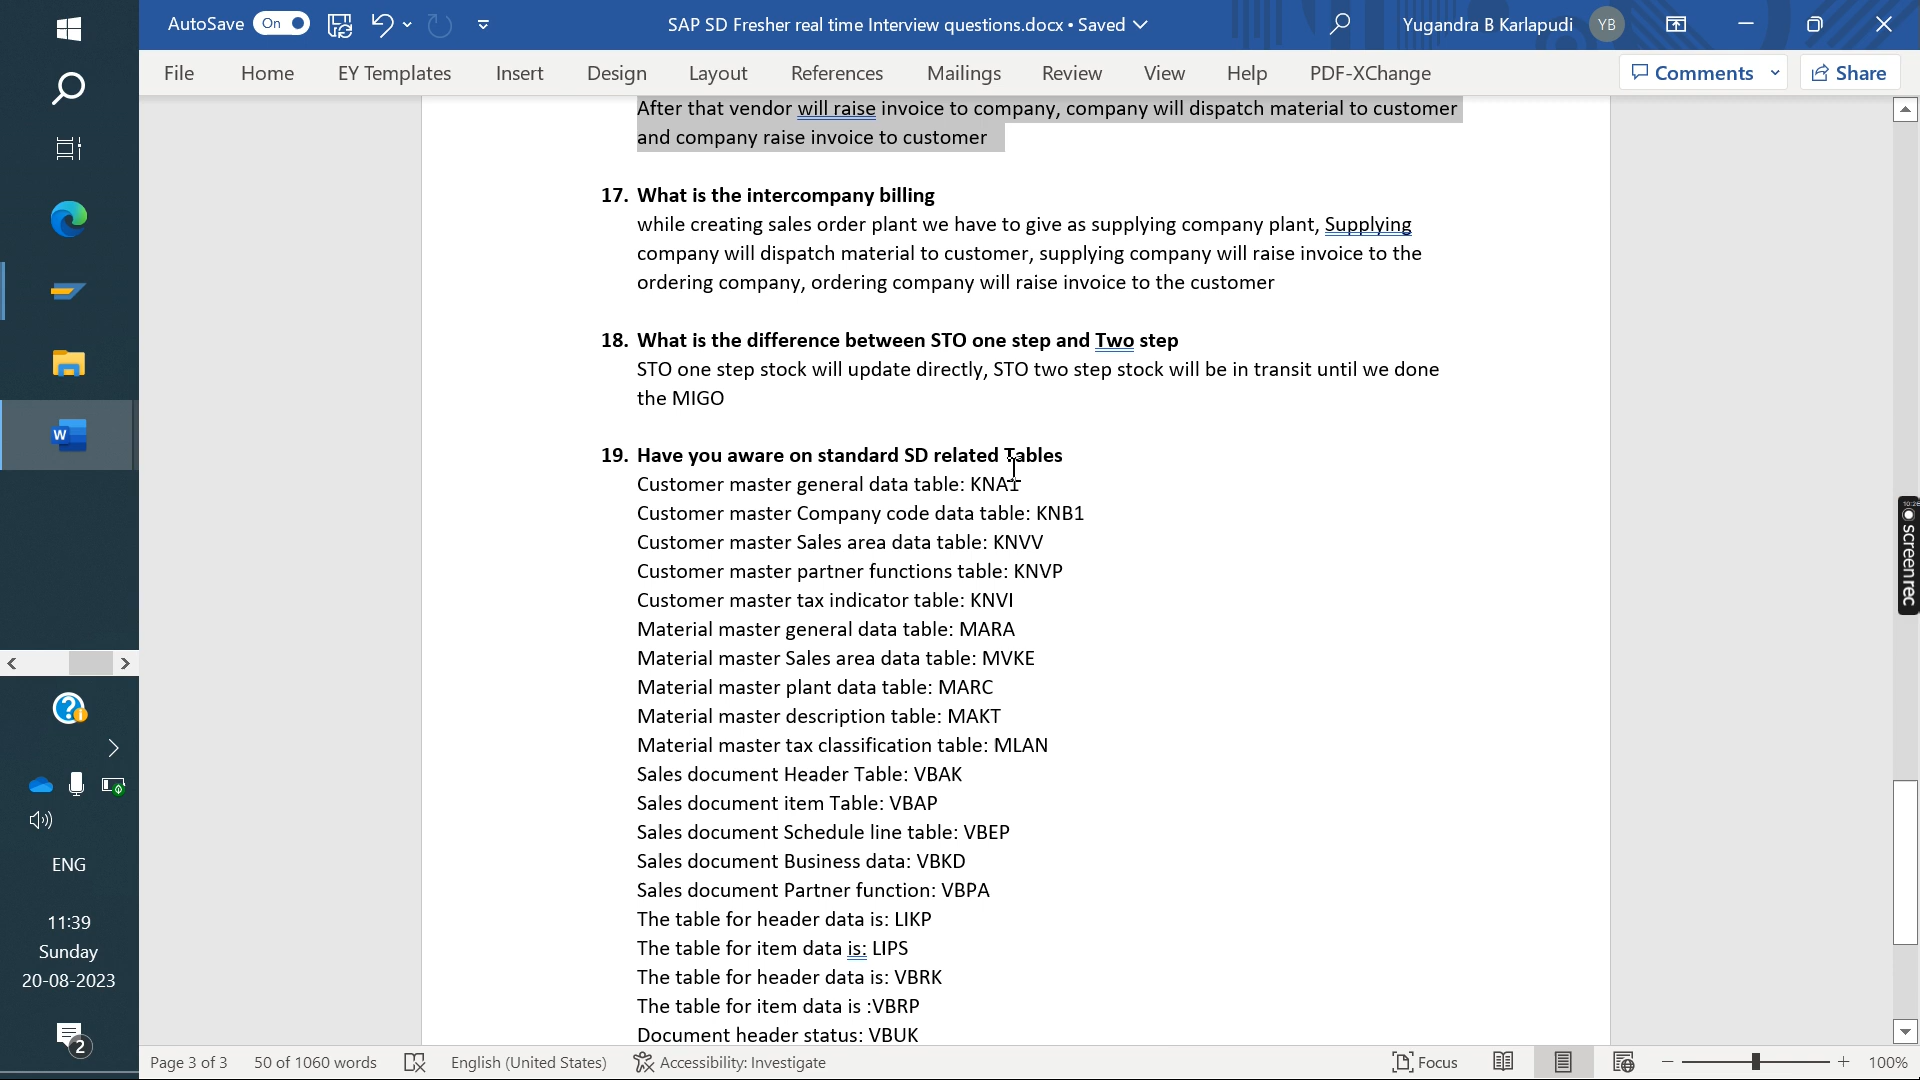 AutoSave On
SAP SD Fresher real time Interview questions.docx • Saved
Yugandra B Karlapudi YB
File Home EY Templates Insert Design Layout References Mailings Review View Help PDF-XChange Comments Share
After that vendor will raise invoice to company, company will dispatch material to customer
and company raise invoice to customer
17. What is the intercompany billing
while creating sales order plant we have to give as supplying company plant, Supplying
company will dispatch material to customer, supplying company will raise invoice to the
ordering company, ordering company will raise invoice to the customer
18. What is the difference between STO one step and Two step
STO one step stock will update directly, STO two step stock will be in transit until we done
the MIGO
19. Have you aware on standard SD related Tables
Customer master general data table: KNA1
Customer master Company code data table: KNB1
Customer master Sales area data table: KNVV
Customer master partner functions table: KNVP
Customer master tax indicator table: KNVI
Material master general data table: MARA
Material master Sales area data table: MVKE
Material master plant data table: MARC
Material master description table: MAKT
Material master tax classification table: MLAN
Sales document Header Table: VBAK
Sales document item Table: VBAP
Sales document Schedule line table: VBEP
Sales document Business data: VBKD
Sales document Partner function: VBPA
The table for header data is: LIKP
The table for item data is: LIPS
The table for header data is: VBRK
The table for item data is :VBRP
Document header status: VBUK
W
ENG
11:39
Sunday
20-08-2023
2
screenrec
Page 3 of 3 50 of 1060 words English (United States) Accessibility: Investigate Focus 100%